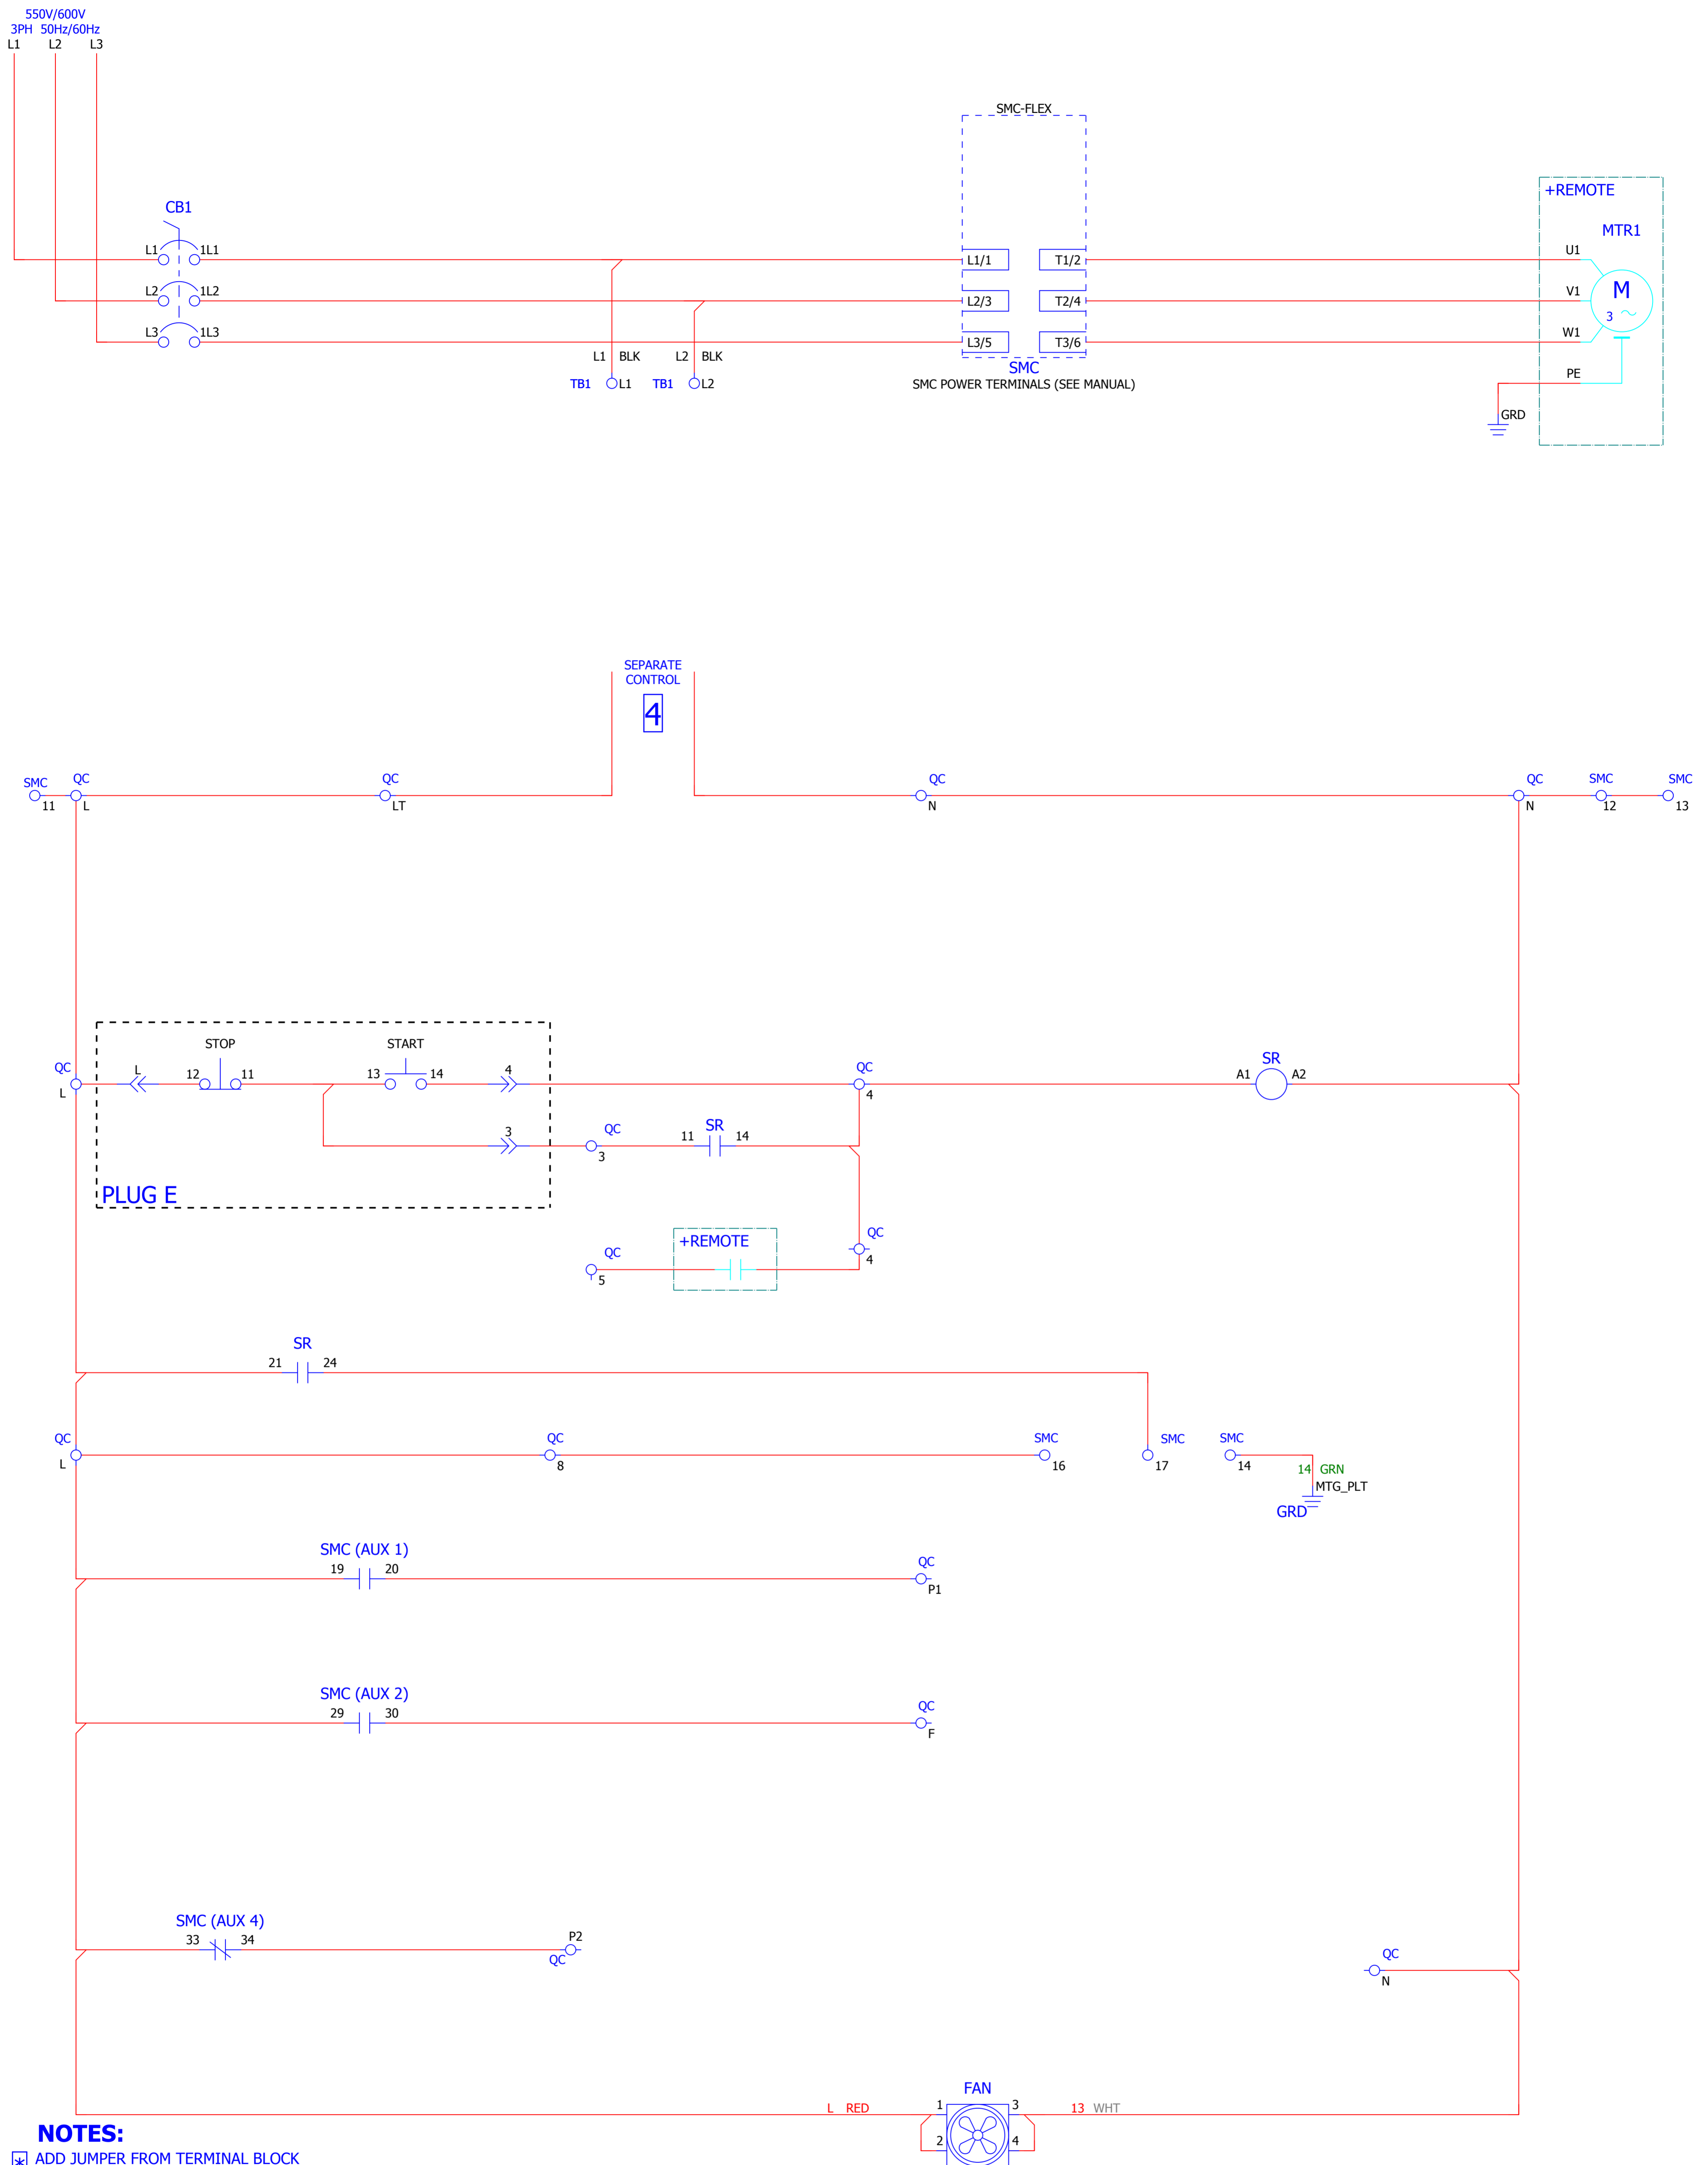 550V/600V
3PH 50Hz/60Hz
L1 L2 L3
SMC-FLEX
+REMOTE
CB1
MTR1
L1 1L1 L1/1 T1/2 U1
L2 1L2 L2/3 T2/4 V1 M
3
L3 1L3 L3/5 T3/6 W1
L1 BLK L2 BLK
SMC
PE
TB1 L1 TB1 L2
SMC POWER TERMINALS (SEE MANUAL)
GRD
SEPARATE
CONTROL
4
SMC QC QC QC QC SMC SMC
11 L LT N N 12 13
STOP START
QC L 4 QC SR
12 11 13 14 A1 A2
L 4
3 QC SR
11 14
3
PLUG E
QC +REMOTE QC
5 4
SR
21 24
QC QC SMC SMC SMC
L 8 16 17 14
14 GRN
MTG_PLT
GRD
SMC (AUX 1)
19 20 QC
P1
SMC (AUX 2)
29 30 QC
F
SMC (AUX 4)
33 34 P2
QC
QC
N
FAN
L RED 1 3 13 WHT
2 4
NOTES:
* ADD JUMPER FROM TERMINAL BLOCK